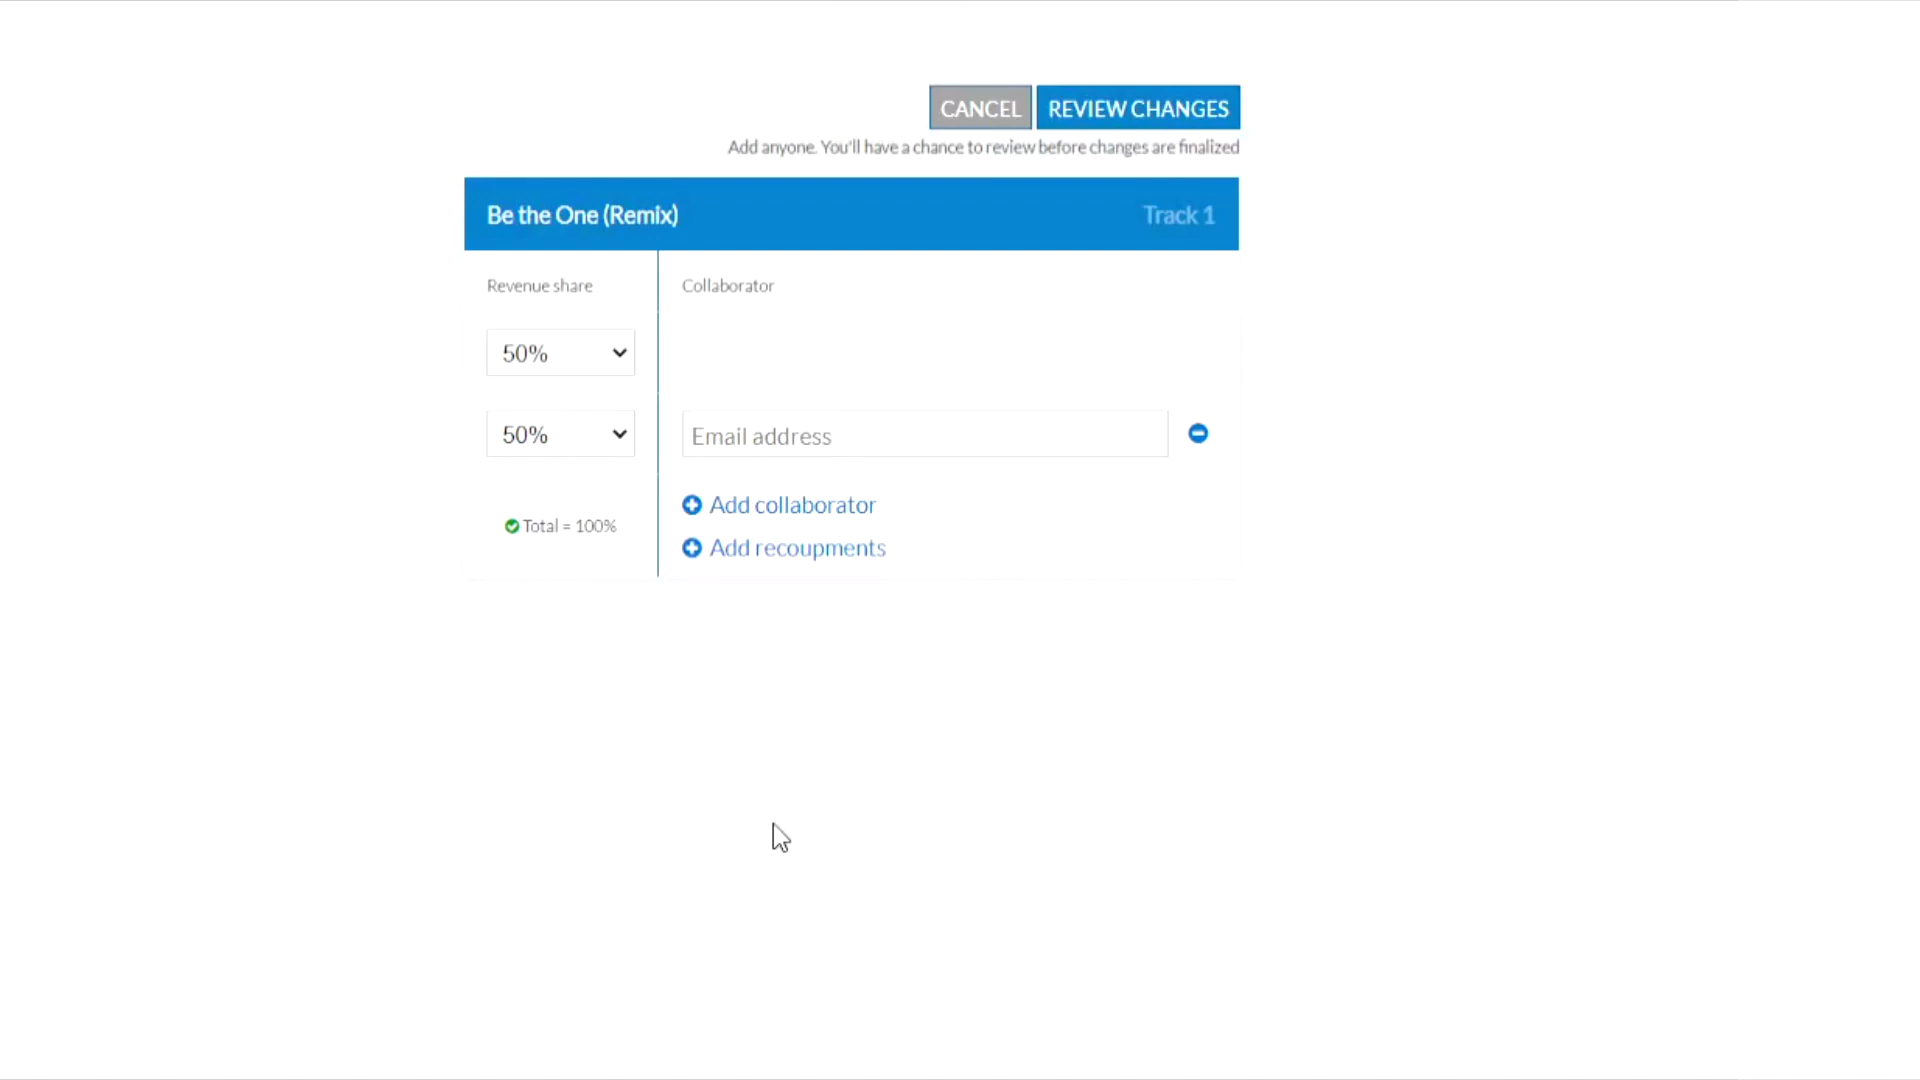 CANCEL REVIEW CHANGES
Add anyone. You'll have a chance to review before changes are finalized
Be the One (Remix) Track 1
Revenue share Collaborator
50%
50% Email address
Add collaborator
Total = 100%
Add recoupments